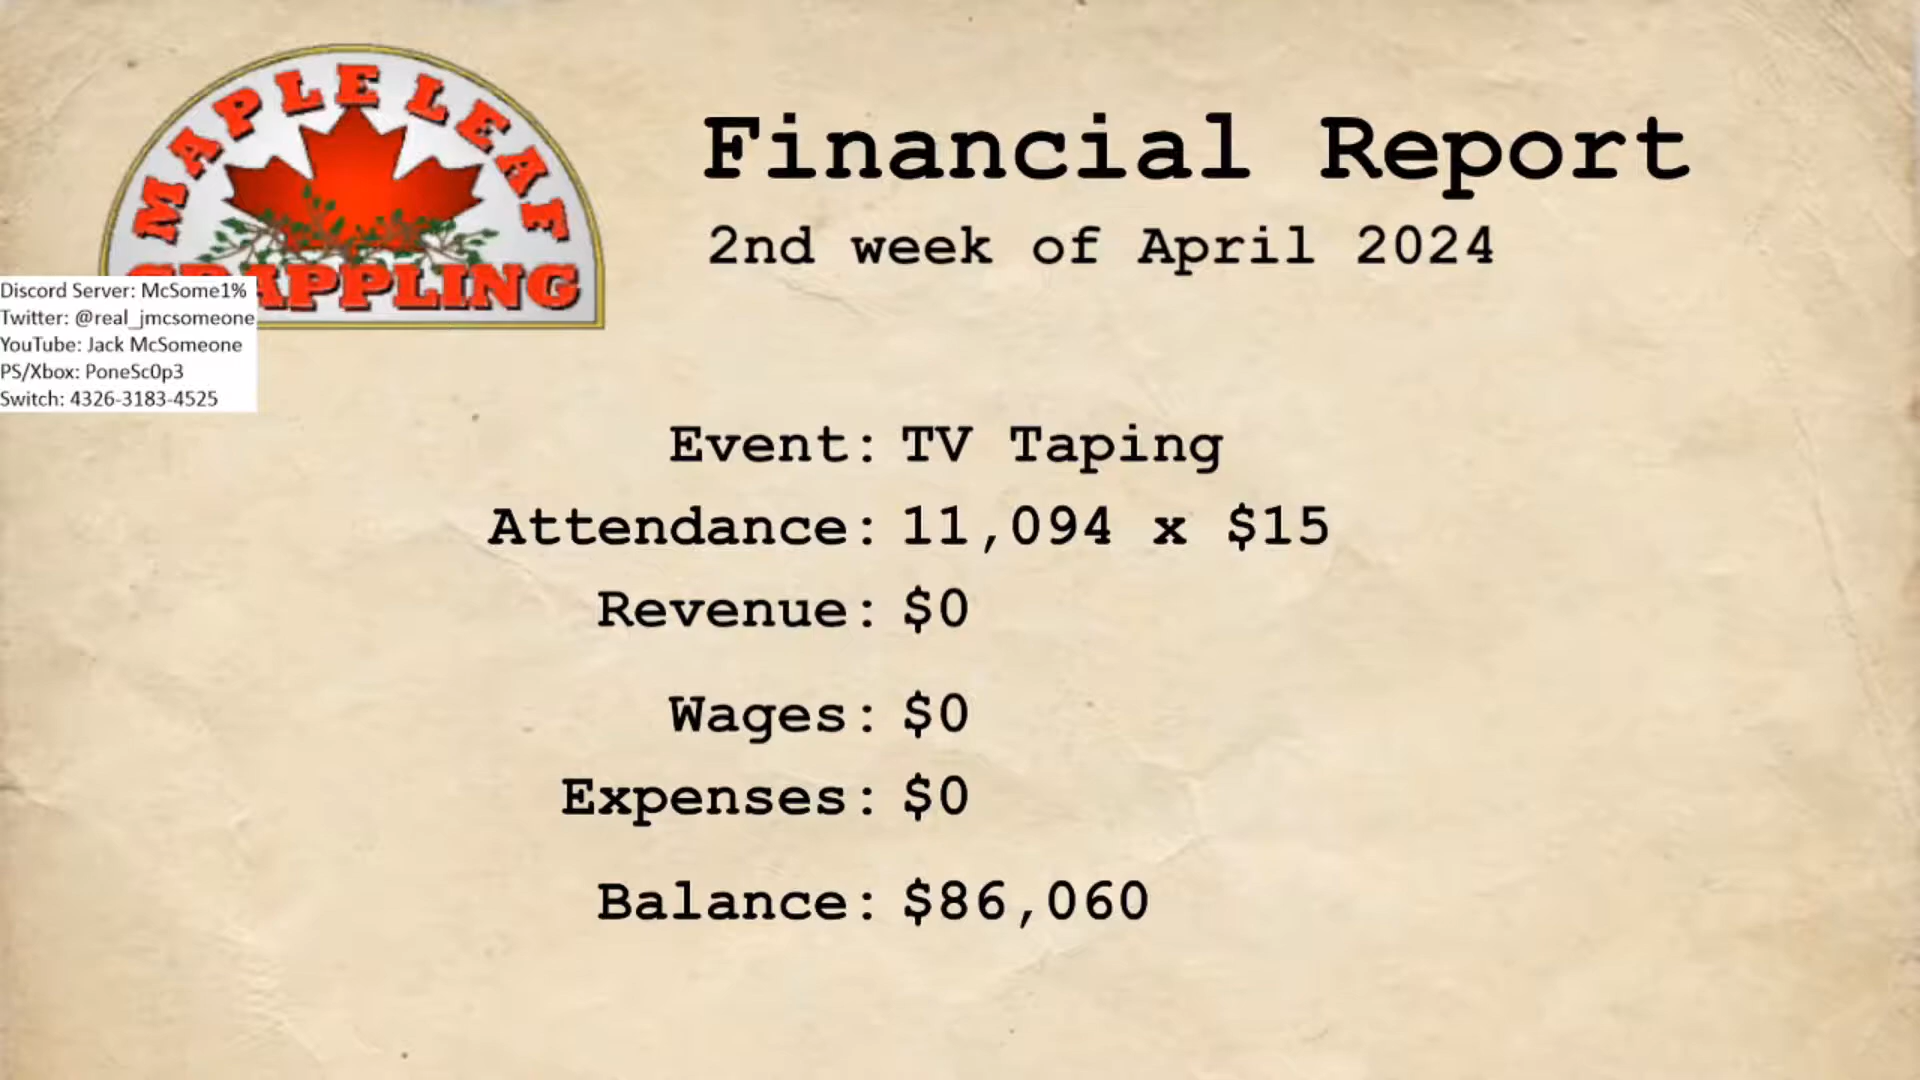 MAPLE LEAF
GRAPPLING
Financial Report
2nd week of April 2024
Discord Server: McSome1%
Twitter: @real_jmcsomeone
YouTube: Jack McSomeone
PS/Xbox: PoneSc0p3
Switch: 4326-3183-4525
Event: TV Taping
Attendance: 11,094 x $15
Revenue: $0
Wages: $0
Expenses: $0
Balance: $86,060